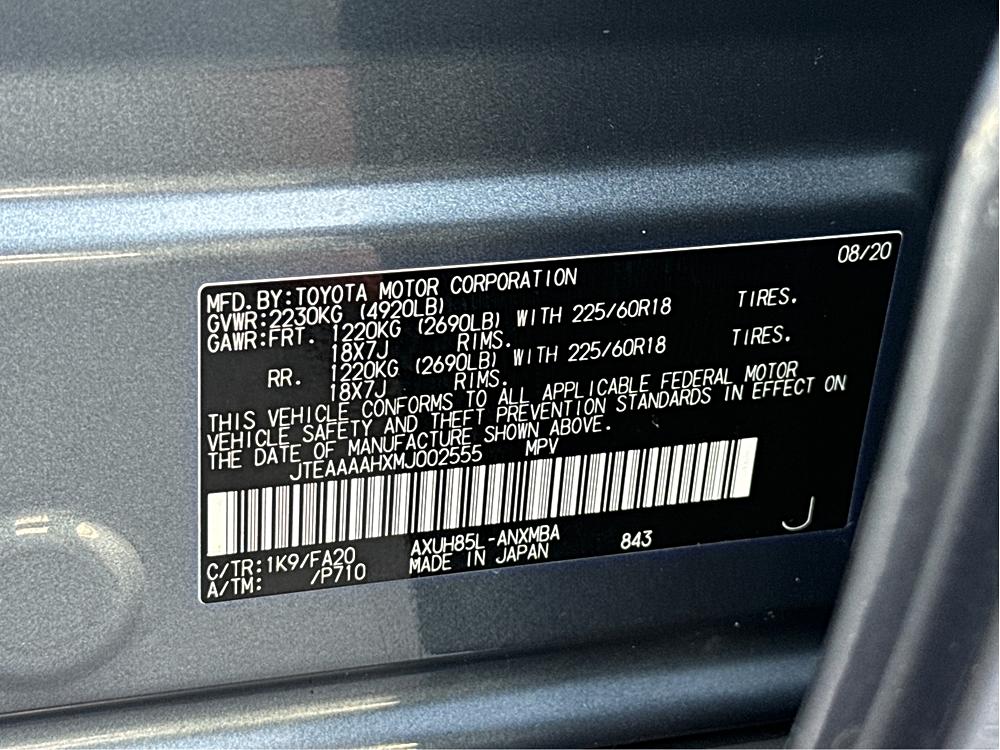 08/20
MFD. BY:TOYOTA MOTOR CORPORATION
GVWR:2230KG (4920LB)
GAWR:FRT. 1220KG (2690LB) WITH 225/60R18 TIRES.
18X7J RIMS.
RR. 1220KG (2690LB) WITH 225/60R18 TIRES.
18X7J RIMS.
THIS VEHICLE CONFORMS TO ALL APPLICABLE FEDERAL MOTOR
VEHICLE SAFETY AND THEFT PREVENTION STANDARDS IN EFFECT ON
THE DATE OF MANUFACTURE SHOWN ABOVE.
JTEAAAAHXMJ002555 MPV
C/TR:1K9/FA20 AXUH85L-ANXMBA 843 J
A/TM: /P710 MADE IN JAPAN